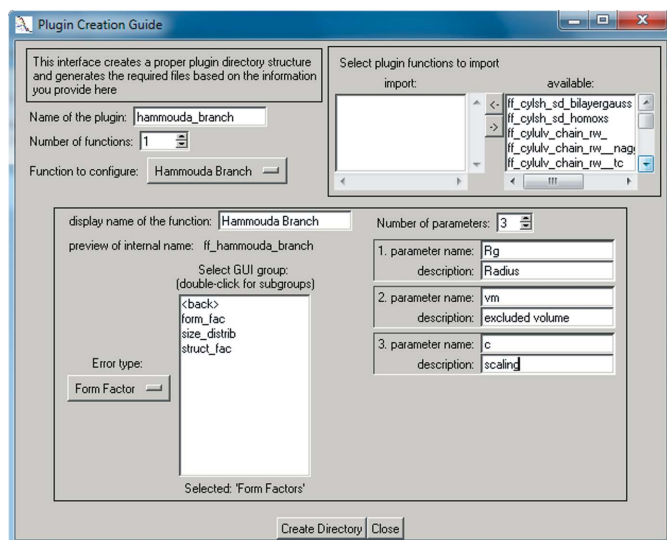 Plugin Creation Guide
This interface creates a proper plugin directory structure
and generates the required files based on the information
you provide here
Name of the plugin: hammouda_branch
Number of functions: 1
Function to configure: Hammouda Branch
Select plugin functions to import
import:
available:
<-
->
ff_cylsh_sd_bilayergauss
ff_cylsh_sd_homoxs
ff_cylulv_chain_rw_
ff_cylulv_chain_rw__nag
ff_cylulv_chain_rw__tc
display name of the function: Hammouda Branch
preview of internal name: ff_hammouda_branch
Select GUI group:
(double-click for subgroups)
<back>
form_fac
size_distrib
struct_fac
Error type:
Form Factor
Selected: 'Form Factors'
Number of parameters: 3
1. parameter name: Rg
description: Radius
2. parameter name: vm
description: excluded volume
3. parameter name: c
description: scaling
Create Directory
Close